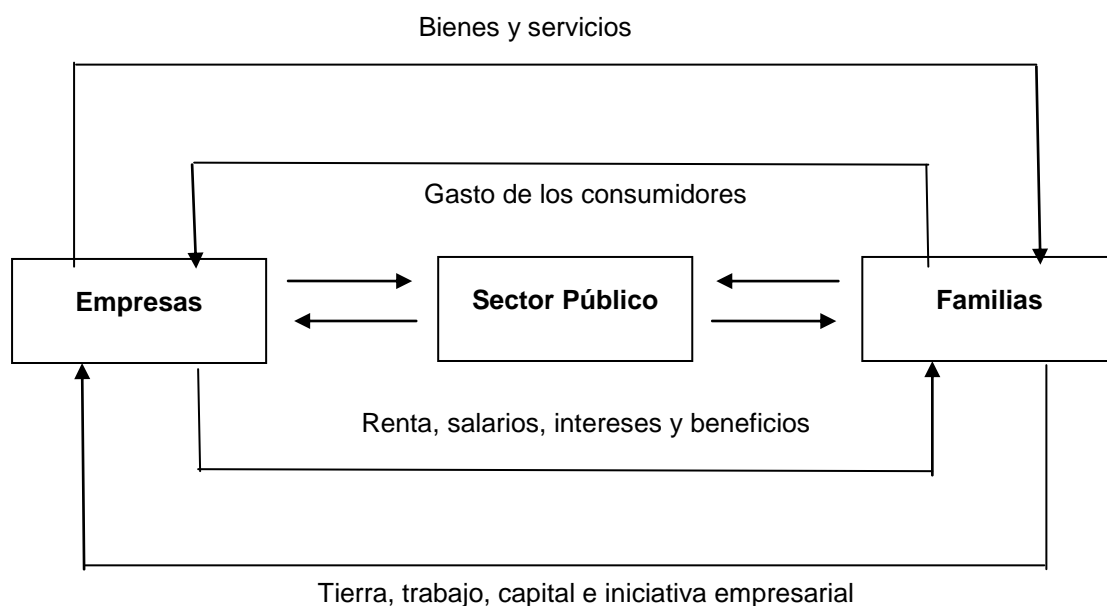 Bienes y servicios
Gasto de los consumidores
Empresas
Sector Público
Familias
Renta, salarios, intereses y beneficios
Tierra, trabajo, capital e iniciativa empresarial